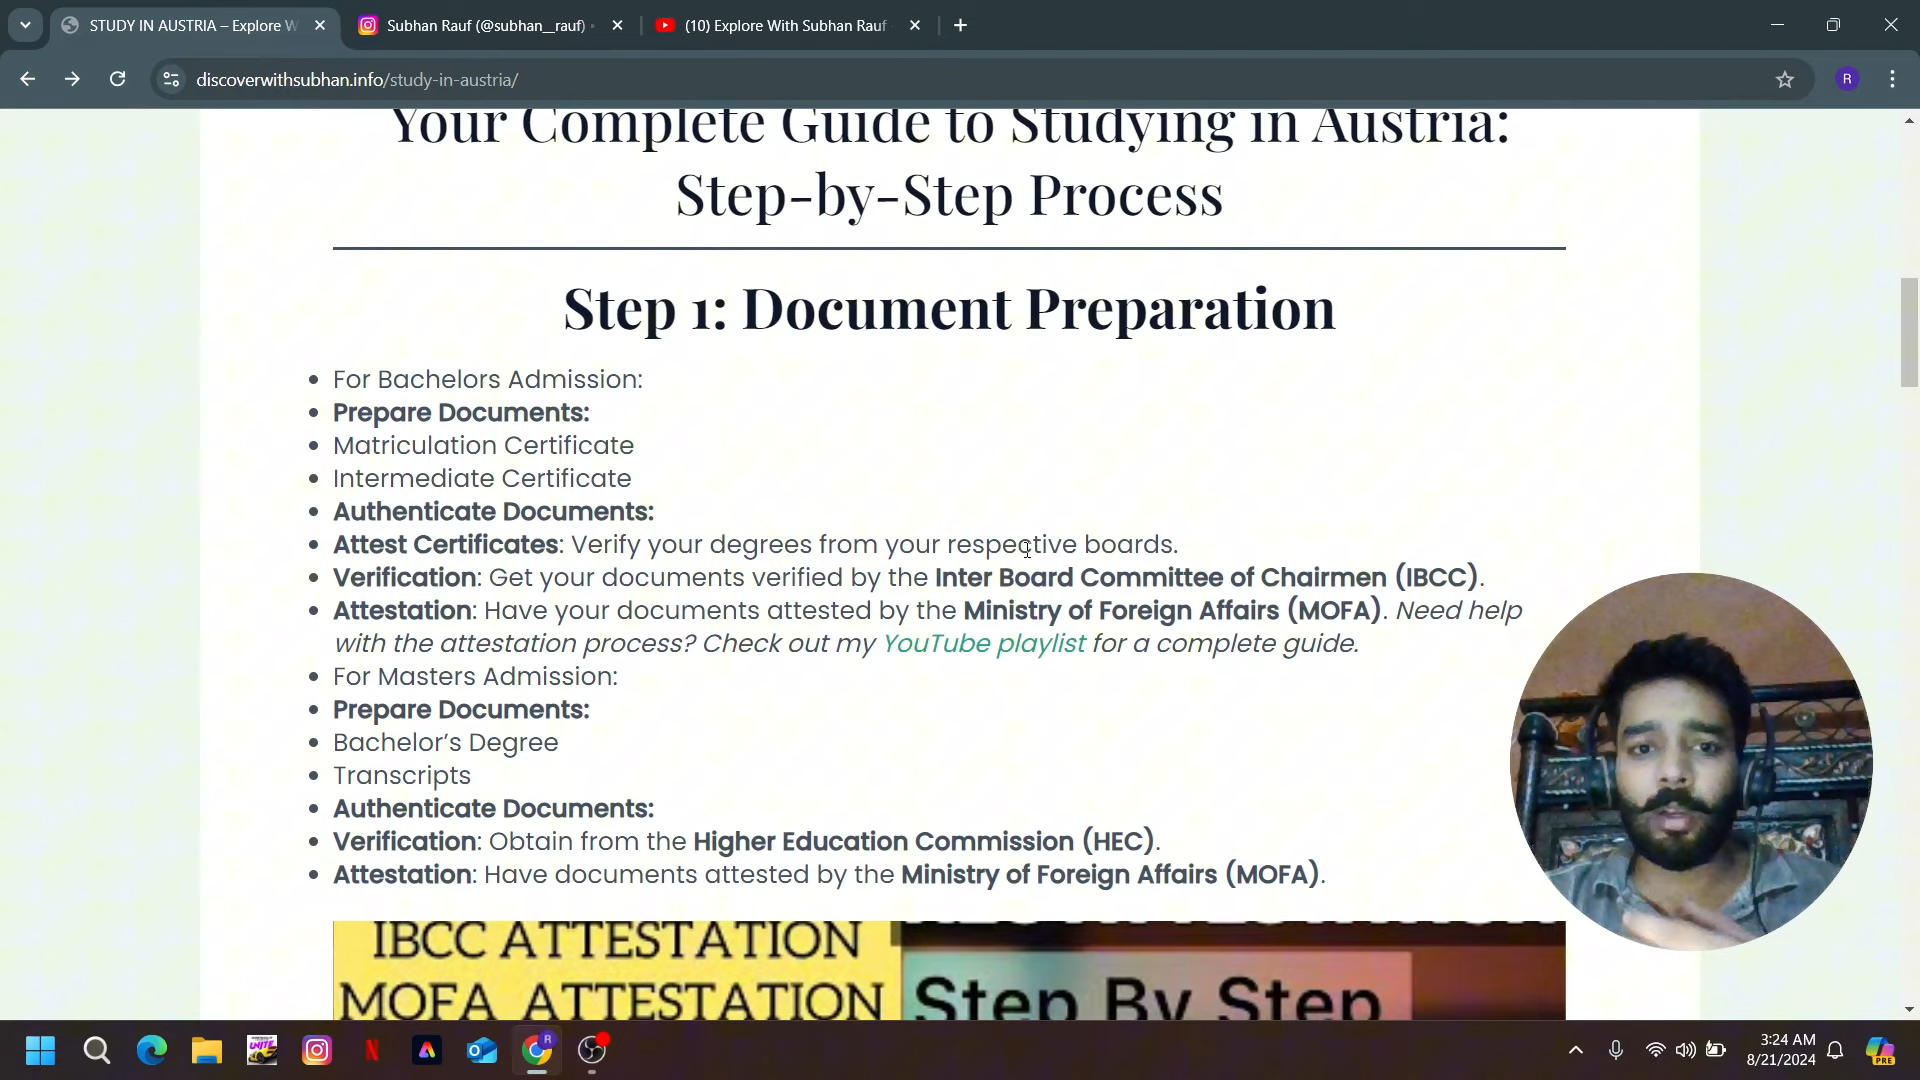 STUDY IN AUSTRIA – Explore W
Subhan Rauf (@subhan__rauf) •
(10) Explore With Subhan Rauf
discoverwithsubhan.info/study-in-austria/
R
Your Complete Guide to Studying in Austria:
Step-by-Step Process
Step 1: Document Preparation
• For Bachelors Admission:
• Prepare Documents:
• Matriculation Certificate
• Intermediate Certificate
• Authenticate Documents:
• Attest Certificates: Verify your degrees from your respective boards.
• Verification: Get your documents verified by the Inter Board Committee of Chairmen (IBCC).
• Attestation: Have your documents attested by the Ministry of Foreign Affairs (MOFA). Need help
with the attestation process? Check out my YouTube playlist for a complete guide.
• For Masters Admission:
• Prepare Documents:
• Bachelor’s Degree
• Transcripts
• Authenticate Documents:
• Verification: Obtain from the Higher Education Commission (HEC).
• Attestation: Have documents attested by the Ministry of Foreign Affairs (MOFA).
IBCC ATTESTATION
MOFA ATTESTATION
Step By Step
UNITE
N
R
3:24 AM
8/21/2024
PRE